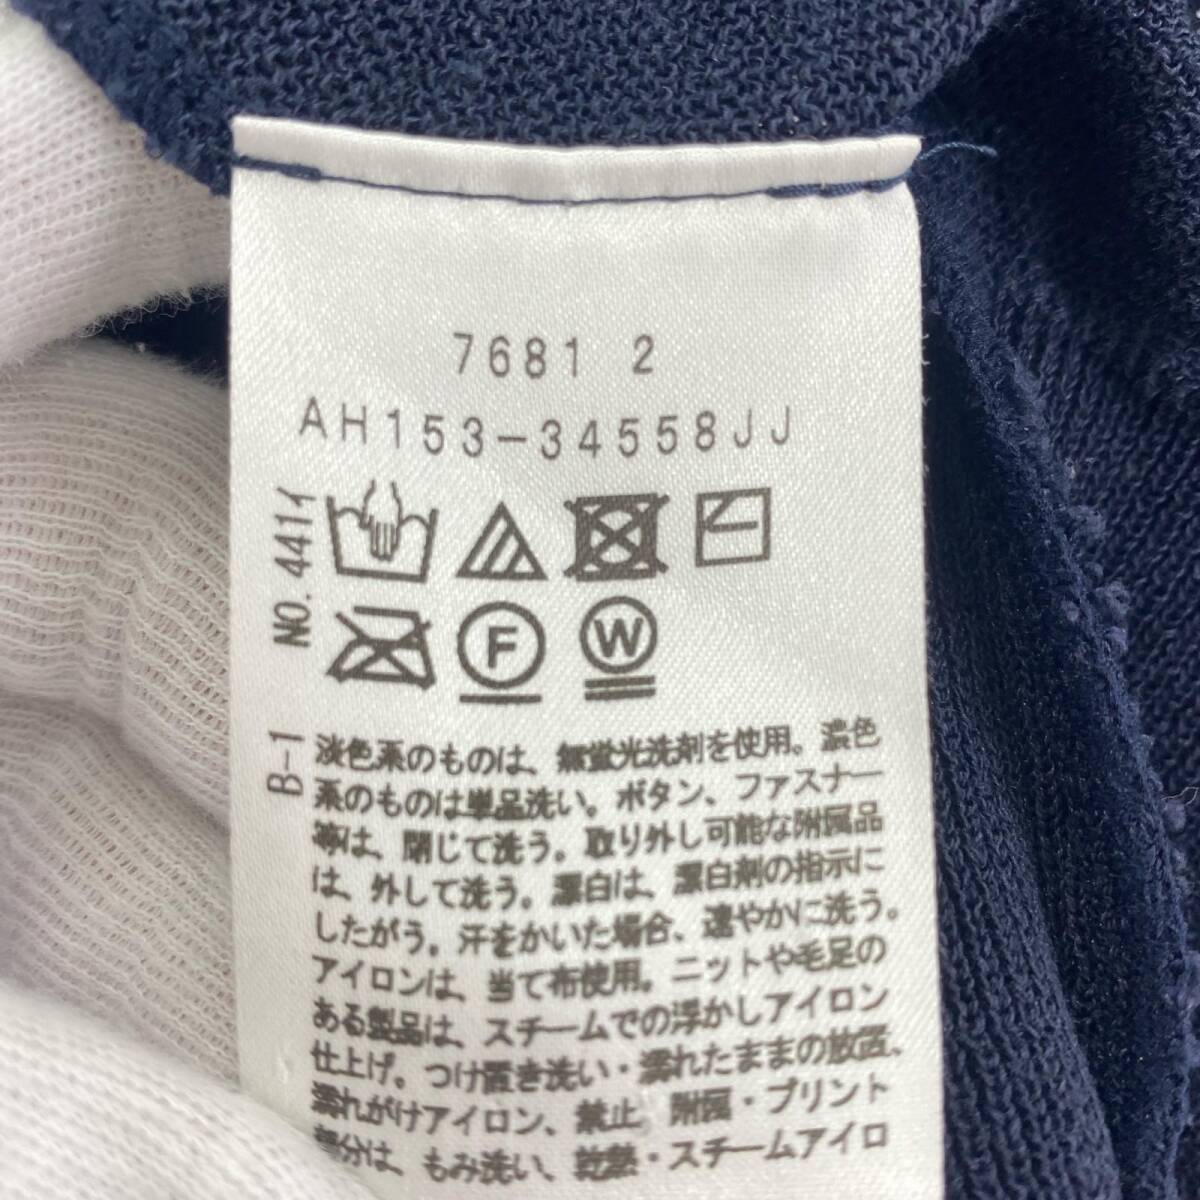 7681 2
AH153-34558JJ
NO. 441イ
F
W
B-1
淡色系のものは、無蛍光洗剤を使用。濃色
系のものは単品洗い。ボタン、ファスナー
等は、閉じて洗う。取り外し可能な附属品
は、外して洗う。漂白は、漂白剤の指示に
したがう。汗をかいた場合、速やかに洗う。
アイロンは、当て布使用。ニットや毛足の
ある製品は、スチームでの浮かしアイロン
仕上げ。つけ置き洗い・濡れたままの放置、
濡れがけアイロン、禁止 附属・プリント
部分は、もみ洗い、乾熱・スチームアイロ